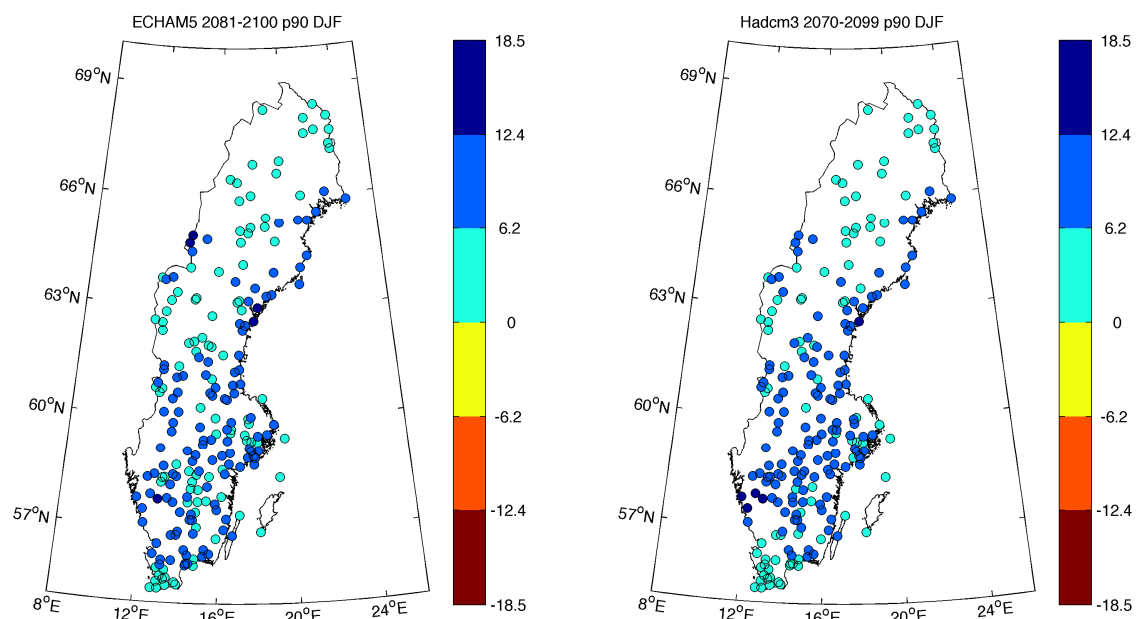 ECHAM5 2081-2100 p90 DJF
69°N
66°N
63°N
60°N
57°N
8°E
12°E
16°E
20°E
24°E
18.5
12.4
6.2
0
-6.2
-12.4
-18.5
Hadcm3 2070-2099 p90 DJF
69°N
66°N
63°N
60°N
57°N
8°E
12°E
16°E
20°E
24°E
18.5
12.4
6.2
0
-6.2
-12.4
-18.5